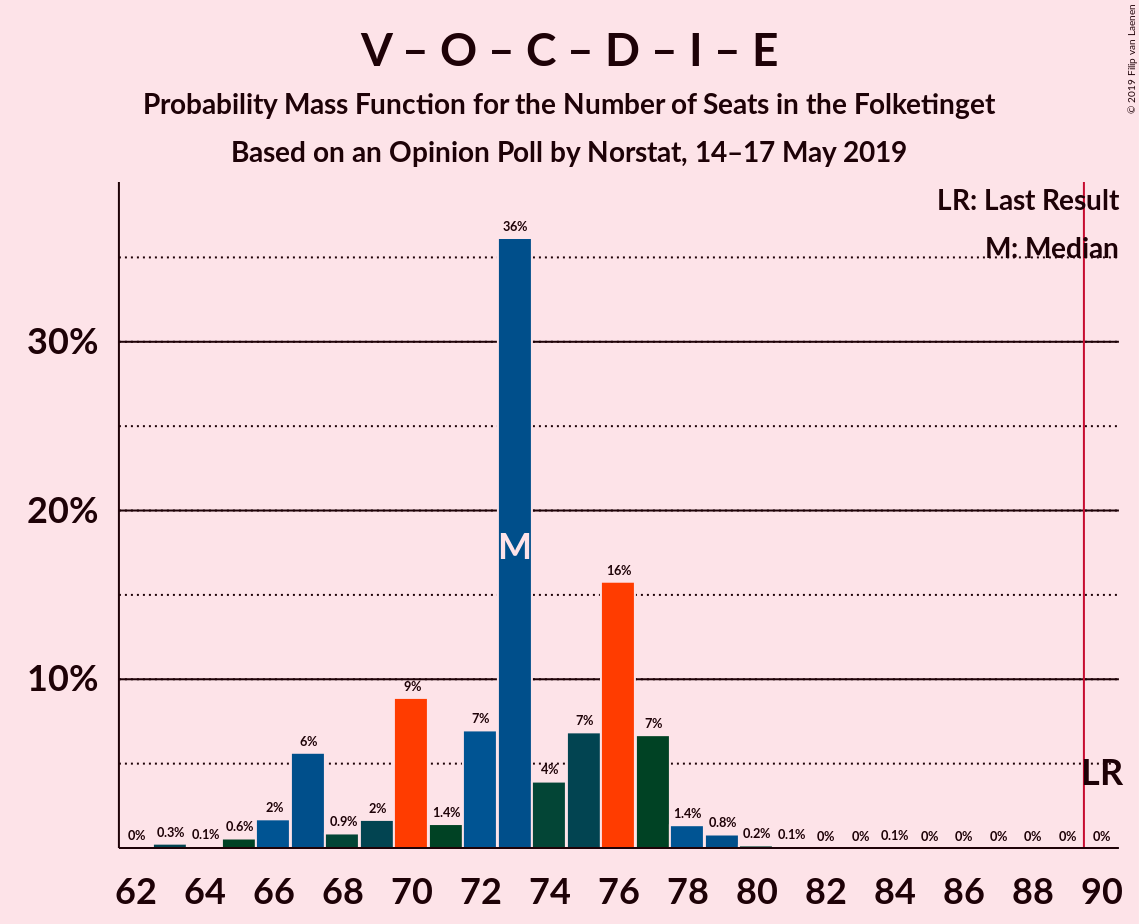 V – O – C – D – I – E
Probability Mass Function for the Number of Seats in the Folketinget
Based on an Opinion Poll by Norstat, 14–17 May 2019
© 2019 Filip van Laenen
LR: Last Result
M: Median
30%
20%
10%
0% 0.3% 0.1% 0.6% 2% 6% 0.9% 2% 9% 1.4% 7% 36% 4% 7% 16% 7% 1.4% 0.8% 0.2% 0.1% 0% 0% 0.1% 0% 0% 0% 0% 0% 0%
M
LR
62 64 66 68 70 72 74 76 78 80 82 84 86 88 90